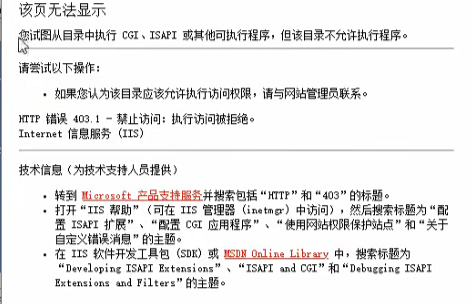 该页无法显示
您试图从目录中执行 CGI、ISAPI 或其他可执行程序，但该目录不允许执行程序。
请尝试以下操作:
• 如果您认为该目录应该允许执行访问权限，请与网站管理员联系。
HTTP 错误 403.1 - 禁止访问: 执行访问被拒绝。
Internet 信息服务 (IIS)
技术信息（为技术支持人员提供）
• 转到 Microsoft 产品支持服务并搜索包括“HTTP”和“403”的标题。
• 打开“IIS 帮助”（可在 IIS 管理器 (inetmgr) 中访问），然后搜索标题为“配
置 ISAPI 扩展”、“配置 CGI 应用程序”、“使用网站权限保护站点”和“关于
自定义错误消息”的主题。
• 在 IIS 软件开发工具包 (SDK) 或 MSDN Online Library 中，搜索标题为
“Developing ISAPI Extensions”、“ISAPI and CGI”和“Debugging ISAPI
Extensions and Filters”的主题。